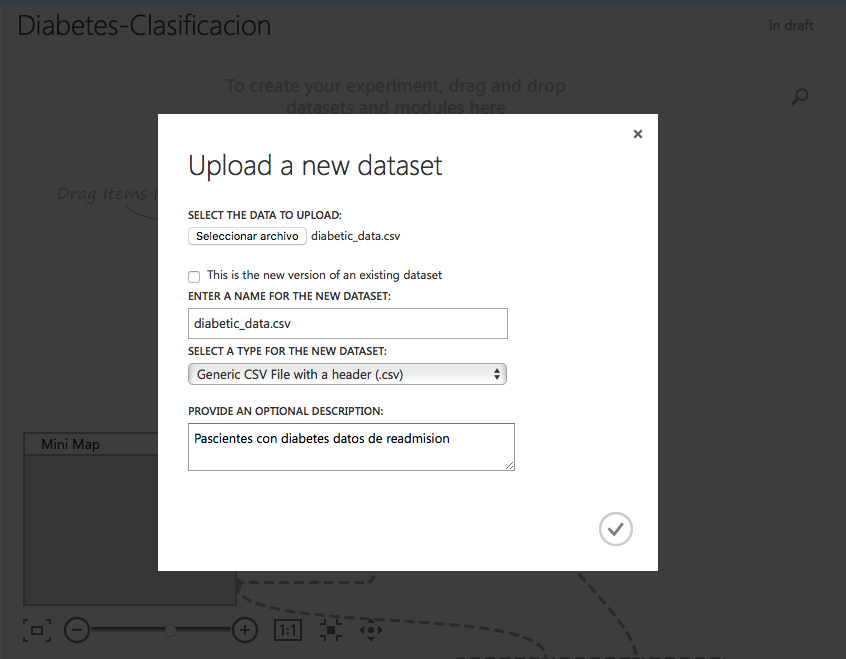 Diabetes-Clasificacion
In draft
To create your experiment, drag and drop
datasets and modules here
Drag Items
×
Upload a new dataset
SELECT THE DATA TO UPLOAD:
Seleccionar archivo diabetic_data.csv
This is the new version of an existing dataset
ENTER A NAME FOR THE NEW DATASET:
diabetic_data.csv
SELECT A TYPE FOR THE NEW DATASET:
Generic CSV File with a header (.csv)
PROVIDE AN OPTIONAL DESCRIPTION:
Pascientes con diabetes datos de readmision
Mini Map
1:1